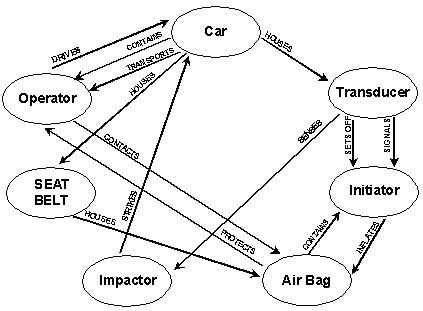 Car
DRIVES
CONTAINS
TRANSPORTS
HOUSES
HOUSES
Operator
Transducer
SENSES
SETS OFF
SIGNALS
CONTACTS
SEAT
BELT
STRIKES
Initiator
HOUSES
PROTECTS
CONTAINS
INFLATES
Impactor
Air Bag